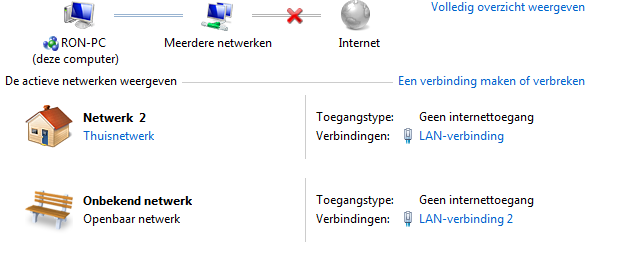 Volledig overzicht weergeven
RON-PC Meerdere netwerken Internet
(deze computer)
De actieve netwerken weergeven Een verbinding maken of verbreken
Netwerk 2 Toegangstype: Geen internettoegang
Thuisnetwerk Verbindingen: LAN-verbinding
Onbekend netwerk Toegangstype: Geen internettoegang
Openbaar netwerk Verbindingen: LAN-verbinding 2